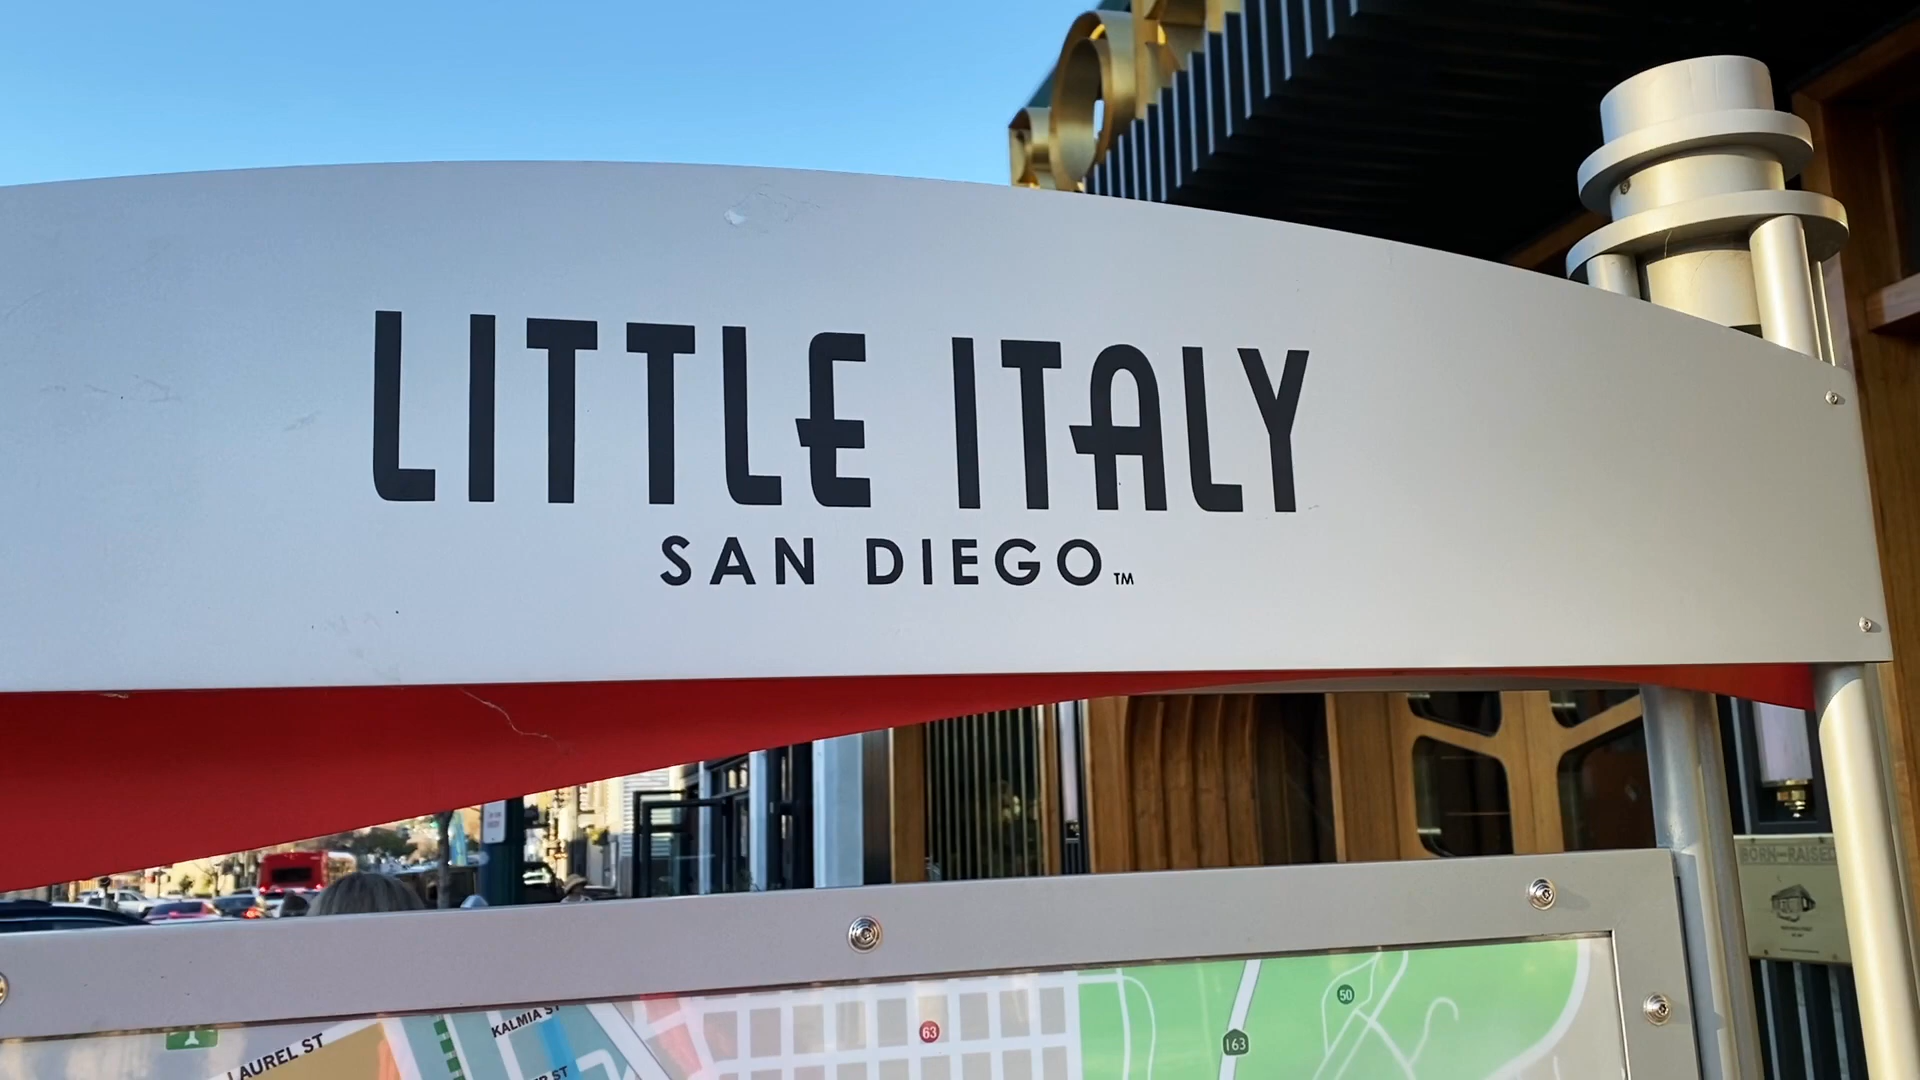 LITTLE ITALY
SAN DIEGO™
BORN-RAISED
KALMIA ST
LAUREL ST
63
50
163